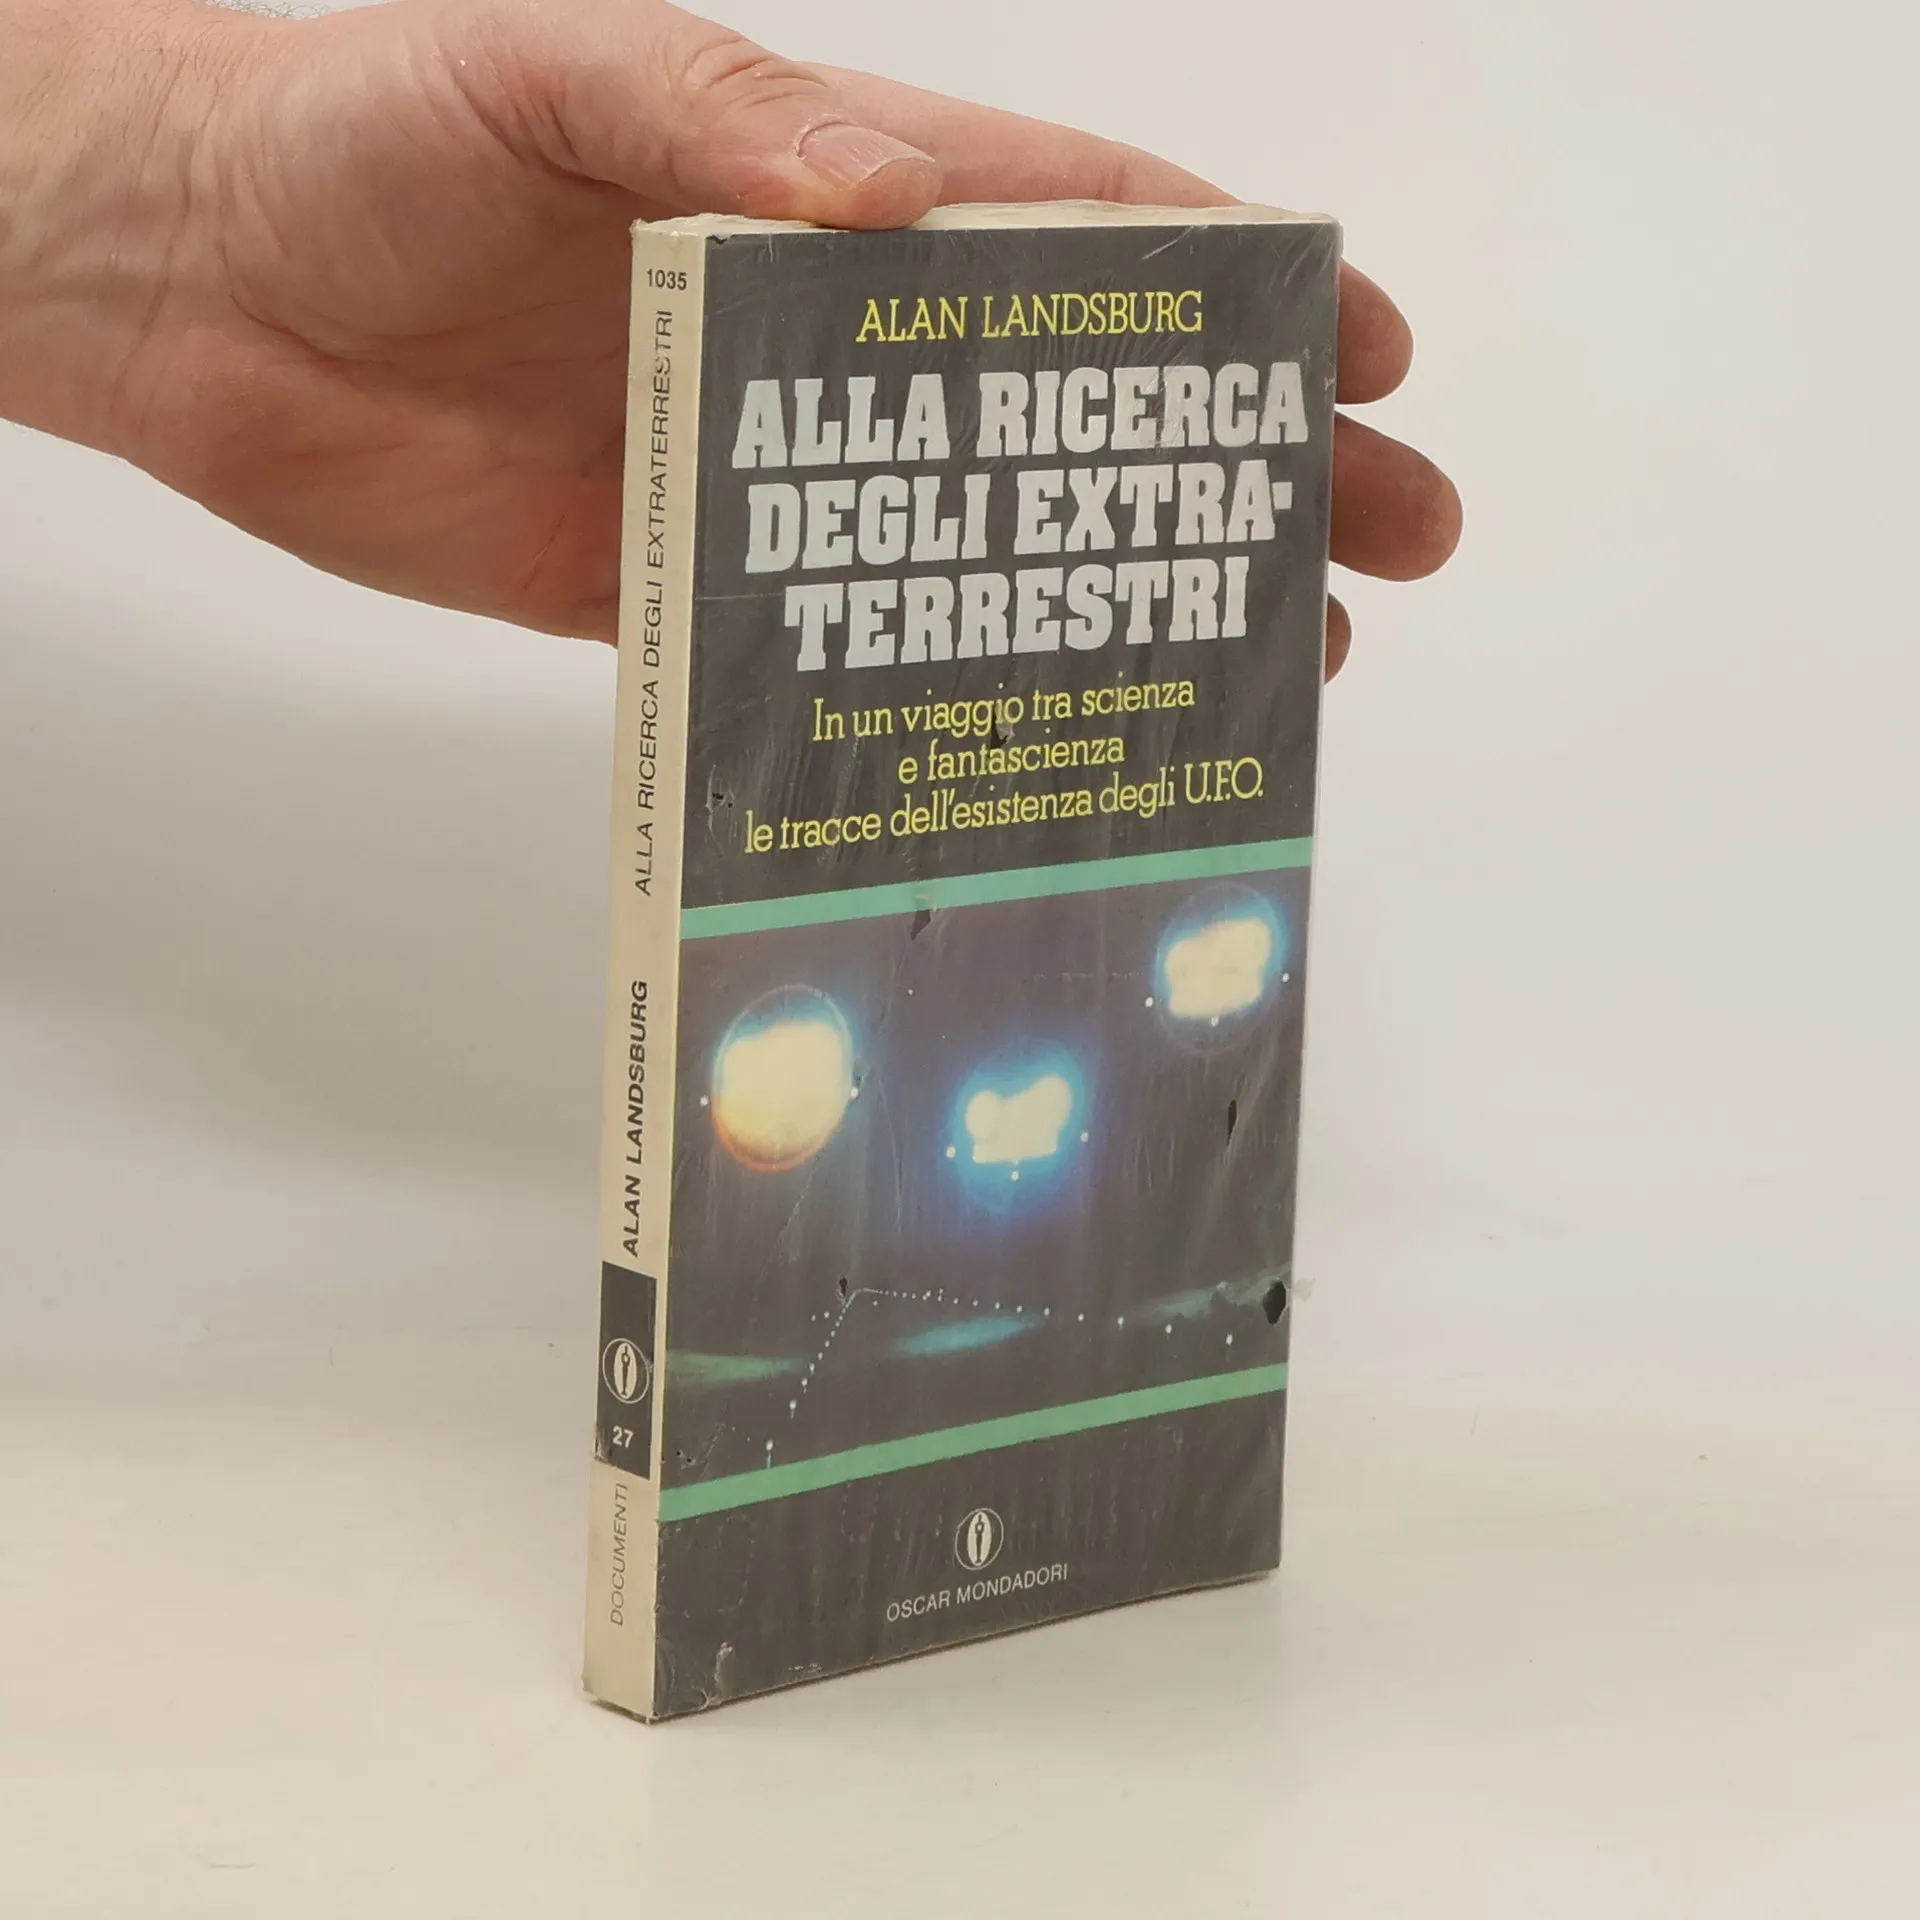 ALAN LANDSBURG
ALLA RICERCA
DEGLI EXTRA-
TERRESTRI
In un viaggio tra scienza
e fantascienza
le tracce dell'esistenza degli U.F.O.
OSCAR MONDADORI
1035
ALAN LANDSBURG ALLA RICERCA DEGLI EXTRATERRESTRI
27
DOCUMENTI